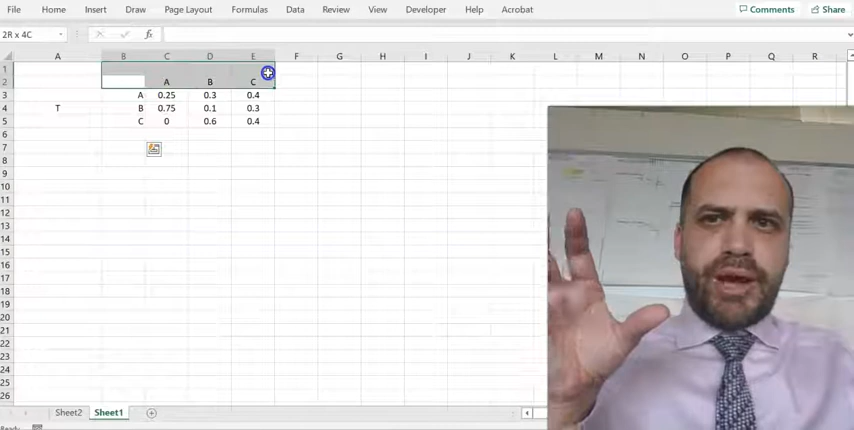 File Home Insert Draw Page Layout Formulas Data Review View Developer Help Acrobat Comments Share
2R x 4C fx
A B C D E F G H I J K L M N O P Q R
1
2 A B C
3 A 0.25 0.3 0.4
4 T B 0.75 0.1 0.3
5 C 0 0.6 0.4
6
7
8
9
10
11
12
13
14
15
16
17
18
19
20
21
22
23
24
25
26
Sheet2 Sheet1
Ready